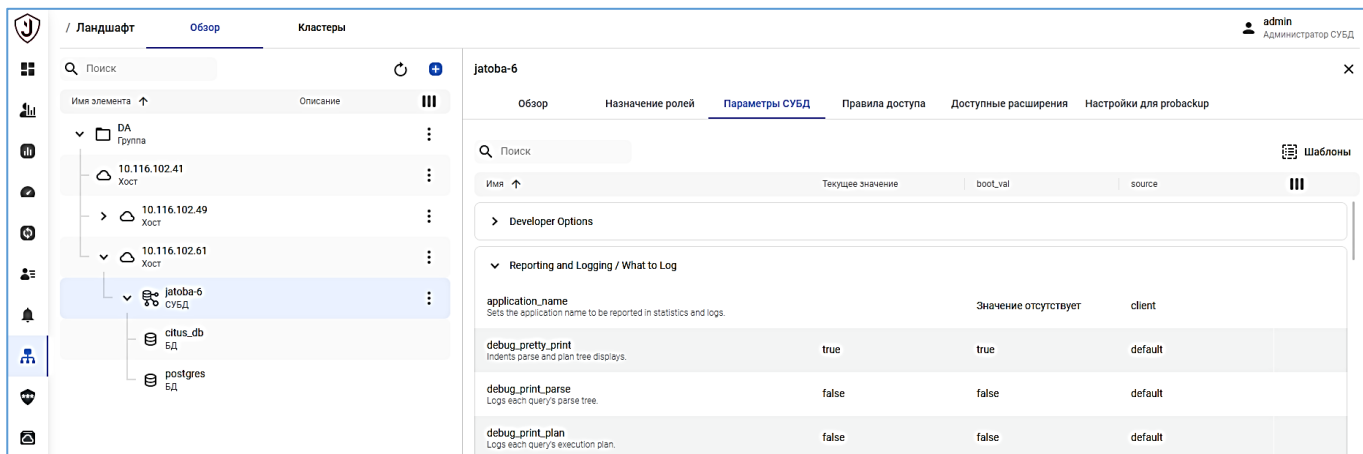 / Ландшафт
Обзор
Кластеры
admin
Администратор СУБД
Поиск
Имя элемента
Описание
DA
Группа
10.116.102.41
Хост
10.116.102.49
Хост
10.116.102.61
Хост
jatoba-6
СУБД
citus_db
БД
postgres
БД
jatoba-6
Обзор
Назначение ролей
Параметры СУБД
Правила доступа
Доступные расширения
Настройки для probackup
Поиск
Шаблоны
Имя
Текущее значение
boot_val
source
Developer Options
Reporting and Logging / What to Log
application_name
Sets the application name to be reported in statistics and logs.
Значение отсутствует
client
debug_pretty_print
Indents parse and plan tree displays.
true
true
default
debug_print_parse
Logs each query's parse tree.
false
false
default
debug_print_plan
Logs each query's execution plan.
false
false
default